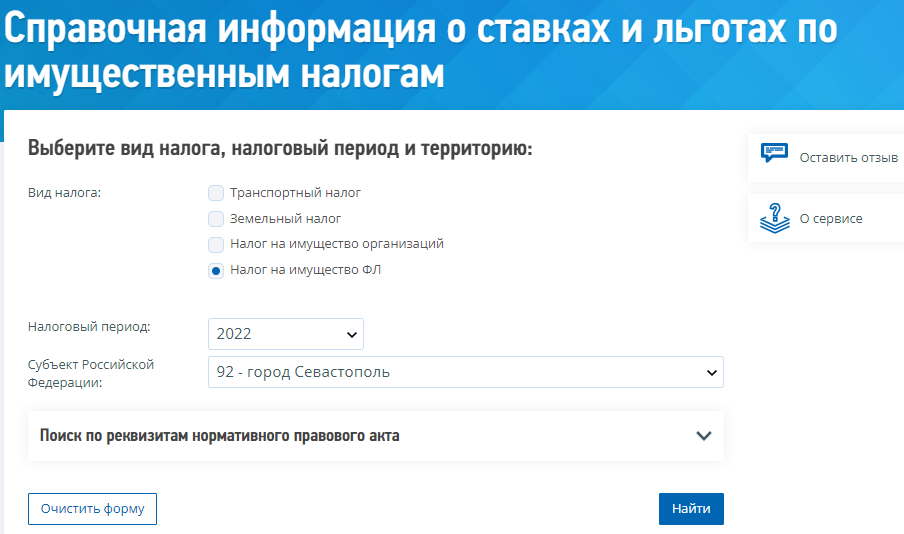 Справочная информация о ставках и льготах по
имущественным налогам
Выберите вид налога, налоговый период и территорию:
Вид налога:
Транспортный налог
Земельный налог
Налог на имущество организаций
Налог на имущество ФЛ
Налоговый период:
2022
Субъект Российской
Федерации:
92 - город Севастополь
Поиск по реквизитам нормативного правового акта
Очистить форму
Найти
Оставить отзыв
О сервисе